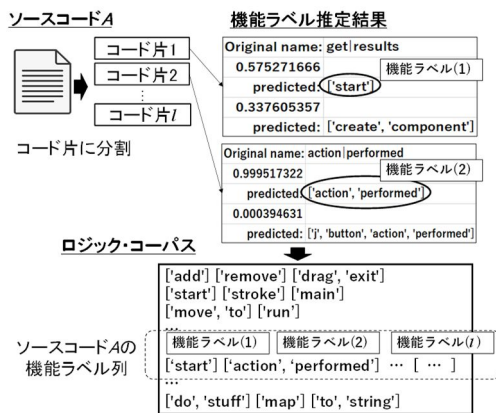 ソースコードA
機能ラベル推定結果
コード片1
コード片2
⋮
コード片l
コード片に分割
Original name: get|results
0.575271666
機能ラベル(1)
predicted: ['start']
0.337605357
predicted: ['create', 'component']
Original name: action|performed
0.999517322
機能ラベル(2)
predicted: ['action', 'performed']
0.000394631
predicted: ['j', 'button', 'action', 'performed']
ロジック・コーパス
['add'] ['remove'] ['drag', 'exit']
['start'] ['stroke'] ['main']
['move', 'to'] ['run']
…
ソースコードAの
機能ラベル列
機能ラベル(1) 機能ラベル(2) 機能ラベル(l)
['start'] ['action', 'performed'] … [ … ]
…
['do', 'stuff'] ['map'] ['to', 'string']